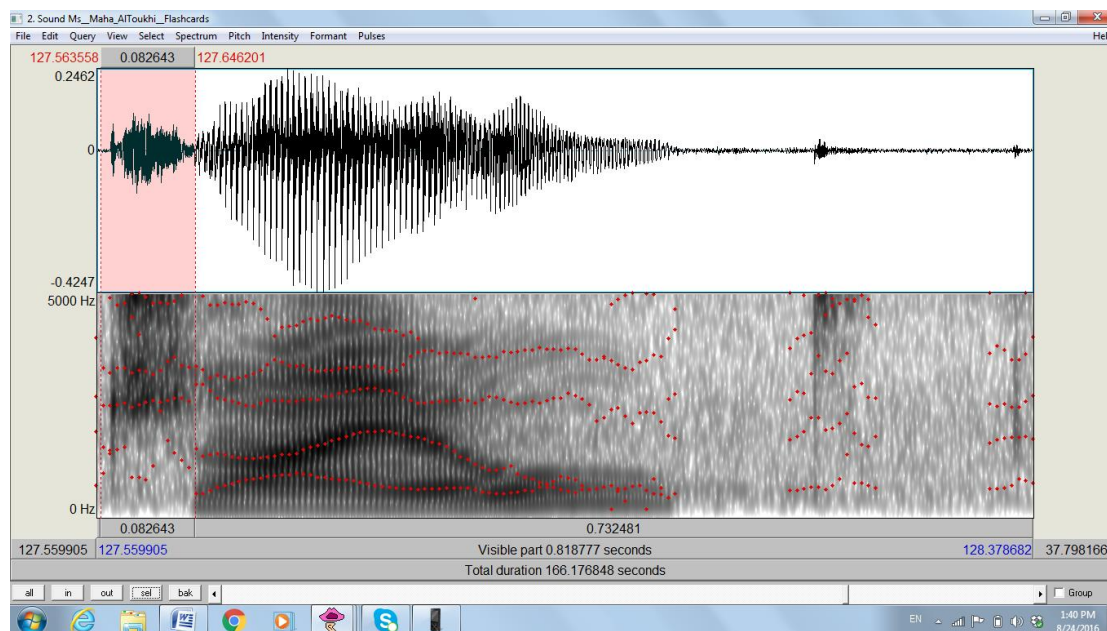 2. Sound Ms__Maha_AlToukhi__Flashcards
File Edit Query View Select Spectrum Pitch Intensity Formant Pulses Hel
127.563558 0.082643 127.646201
0.2462
0
-0.4247
5000 Hz
0 Hz
0.082643 0.732481
127.559905 127.559905 Visible part 0.818777 seconds 128.378682 37.798166
Total duration 166.176848 seconds
all in out sel bak Group
W S EN 1:40 PM
8/24/2016